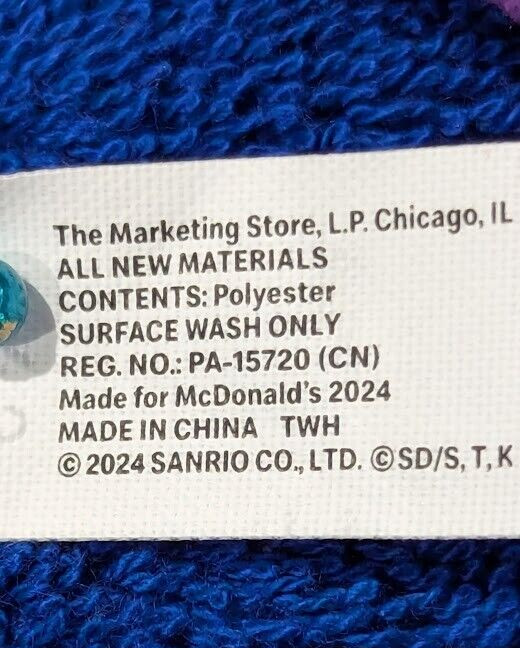 The Marketing Store, L.P. Chicago, IL
ALL NEW MATERIALS
CONTENTS: Polyester
SURFACE WASH ONLY
REG. NO.: PA-15720 (CN)
Made for McDonald's 2024
MADE IN CHINA TWH
© 2024 SANRIO CO., LTD. ©SD/S, T, K